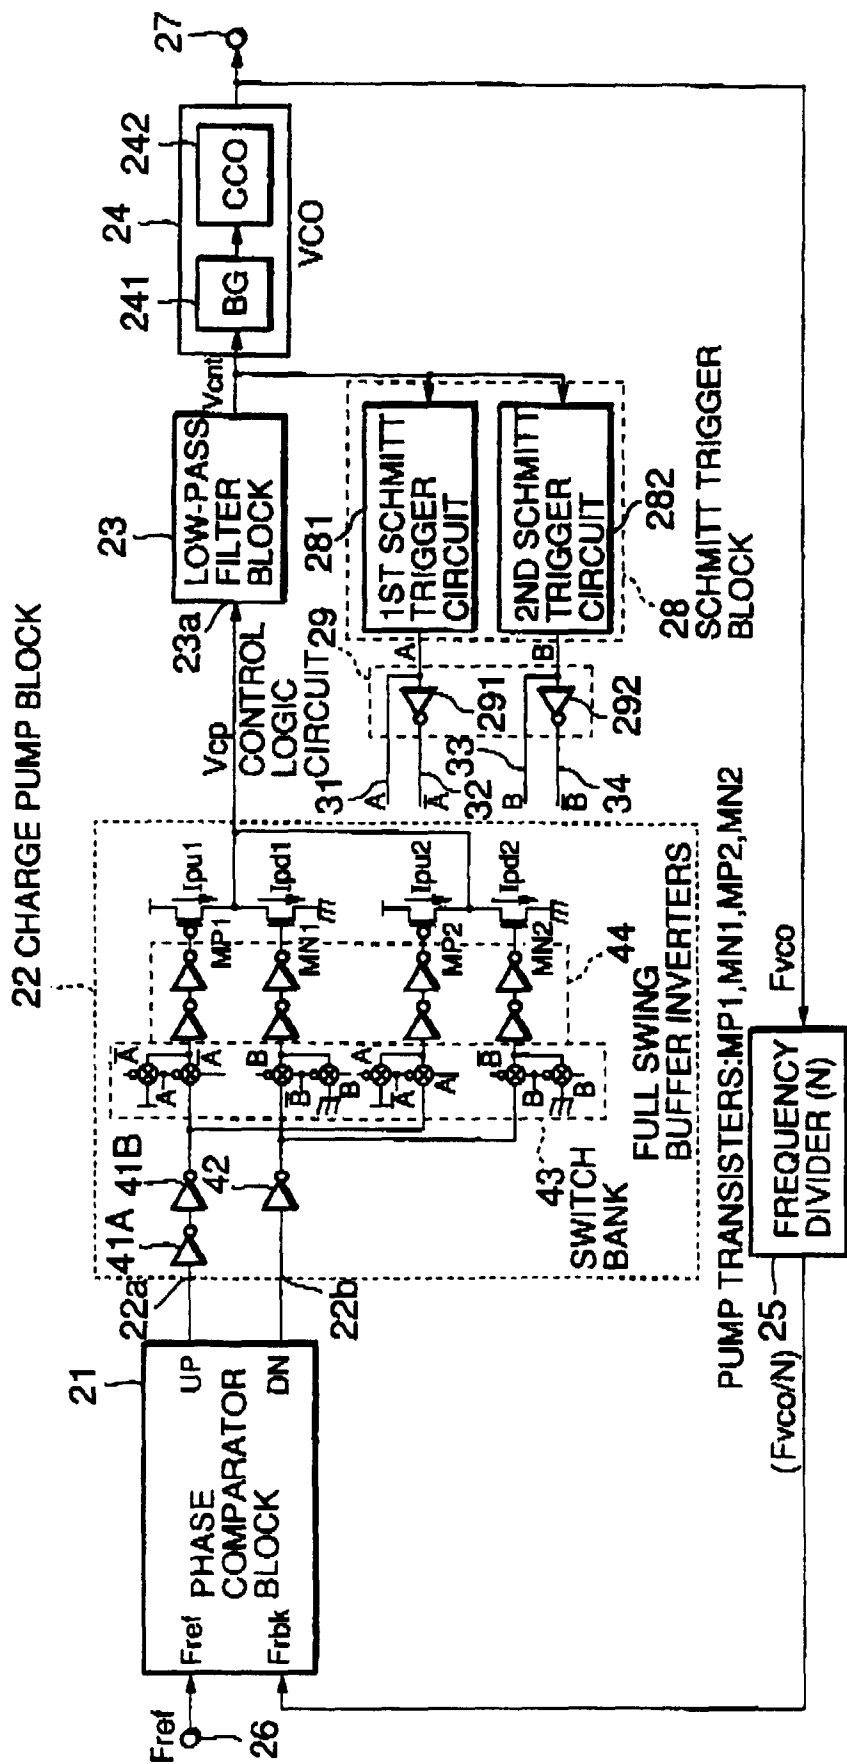 22 CHARGE PUMP BLOCK
Fref
26
Fref
Frbk
PHASE
COMPARATOR
BLOCK
UP
DN
21
22a
22b
41A
41B
42
A
A
A
A
B
B
B
B
A
A
A
A
B
B
B
B
43
SWITCH
BANK
FULL SWING
BUFFER INVERTERS
44
MP1
MN1
MP2
MN2
Ipu1
Ipd1
Ipu2
Ipd2
Vcp
23a
23
LOW-PASS
FILTER
BLOCK
Vcnt
CONTROL
LOGIC
CIRCUIT
29
31
A
A
32
33
B
B
34
A
B
291
292
281
1ST SCHMITT
TRIGGER
CIRCUIT
2ND SCHMITT
TRIGGER
CIRCUIT
282
28
SCHMITT TRIGGER
BLOCK
241
BG
24
242
CCO
VCO
27
PUMP TRANSISTERS:MP1,MN1,MP2,MN2
Fvco
FREQUENCY
DIVIDER (N)
25
(Fvco/N)